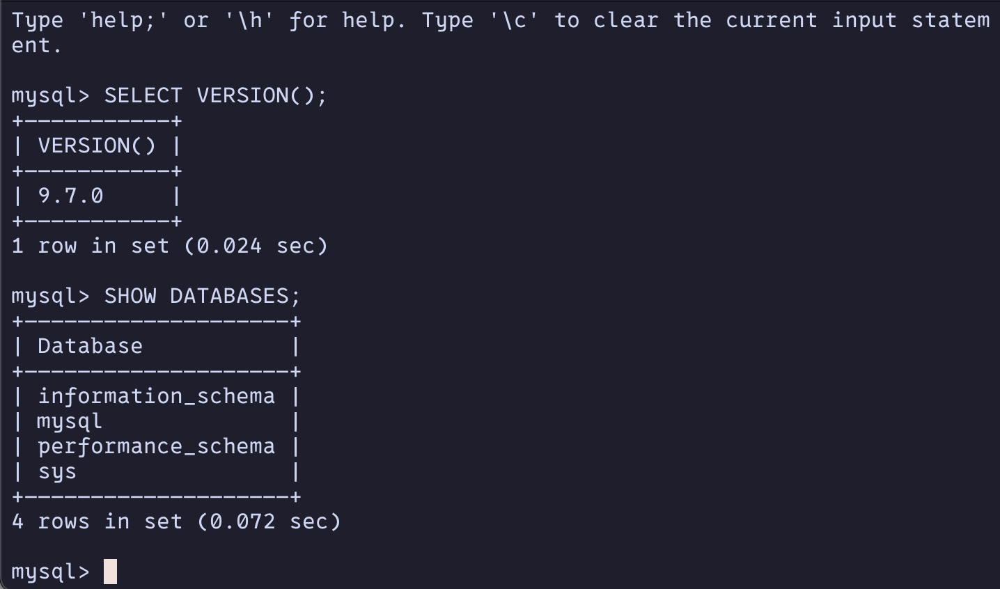 Type 'help;' or '\h' for help. Type '\c' to clear the current input statem
ent.

mysql> SELECT VERSION();
+-----------+
| VERSION() |
+-----------+
| 9.7.0     |
+-----------+
1 row in set (0.024 sec)

mysql> SHOW DATABASES;
+--------------------+
| Database           |
+--------------------+
| information_schema |
| mysql              |
| performance_schema |
| sys                |
+--------------------+
4 rows in set (0.072 sec)

mysql>